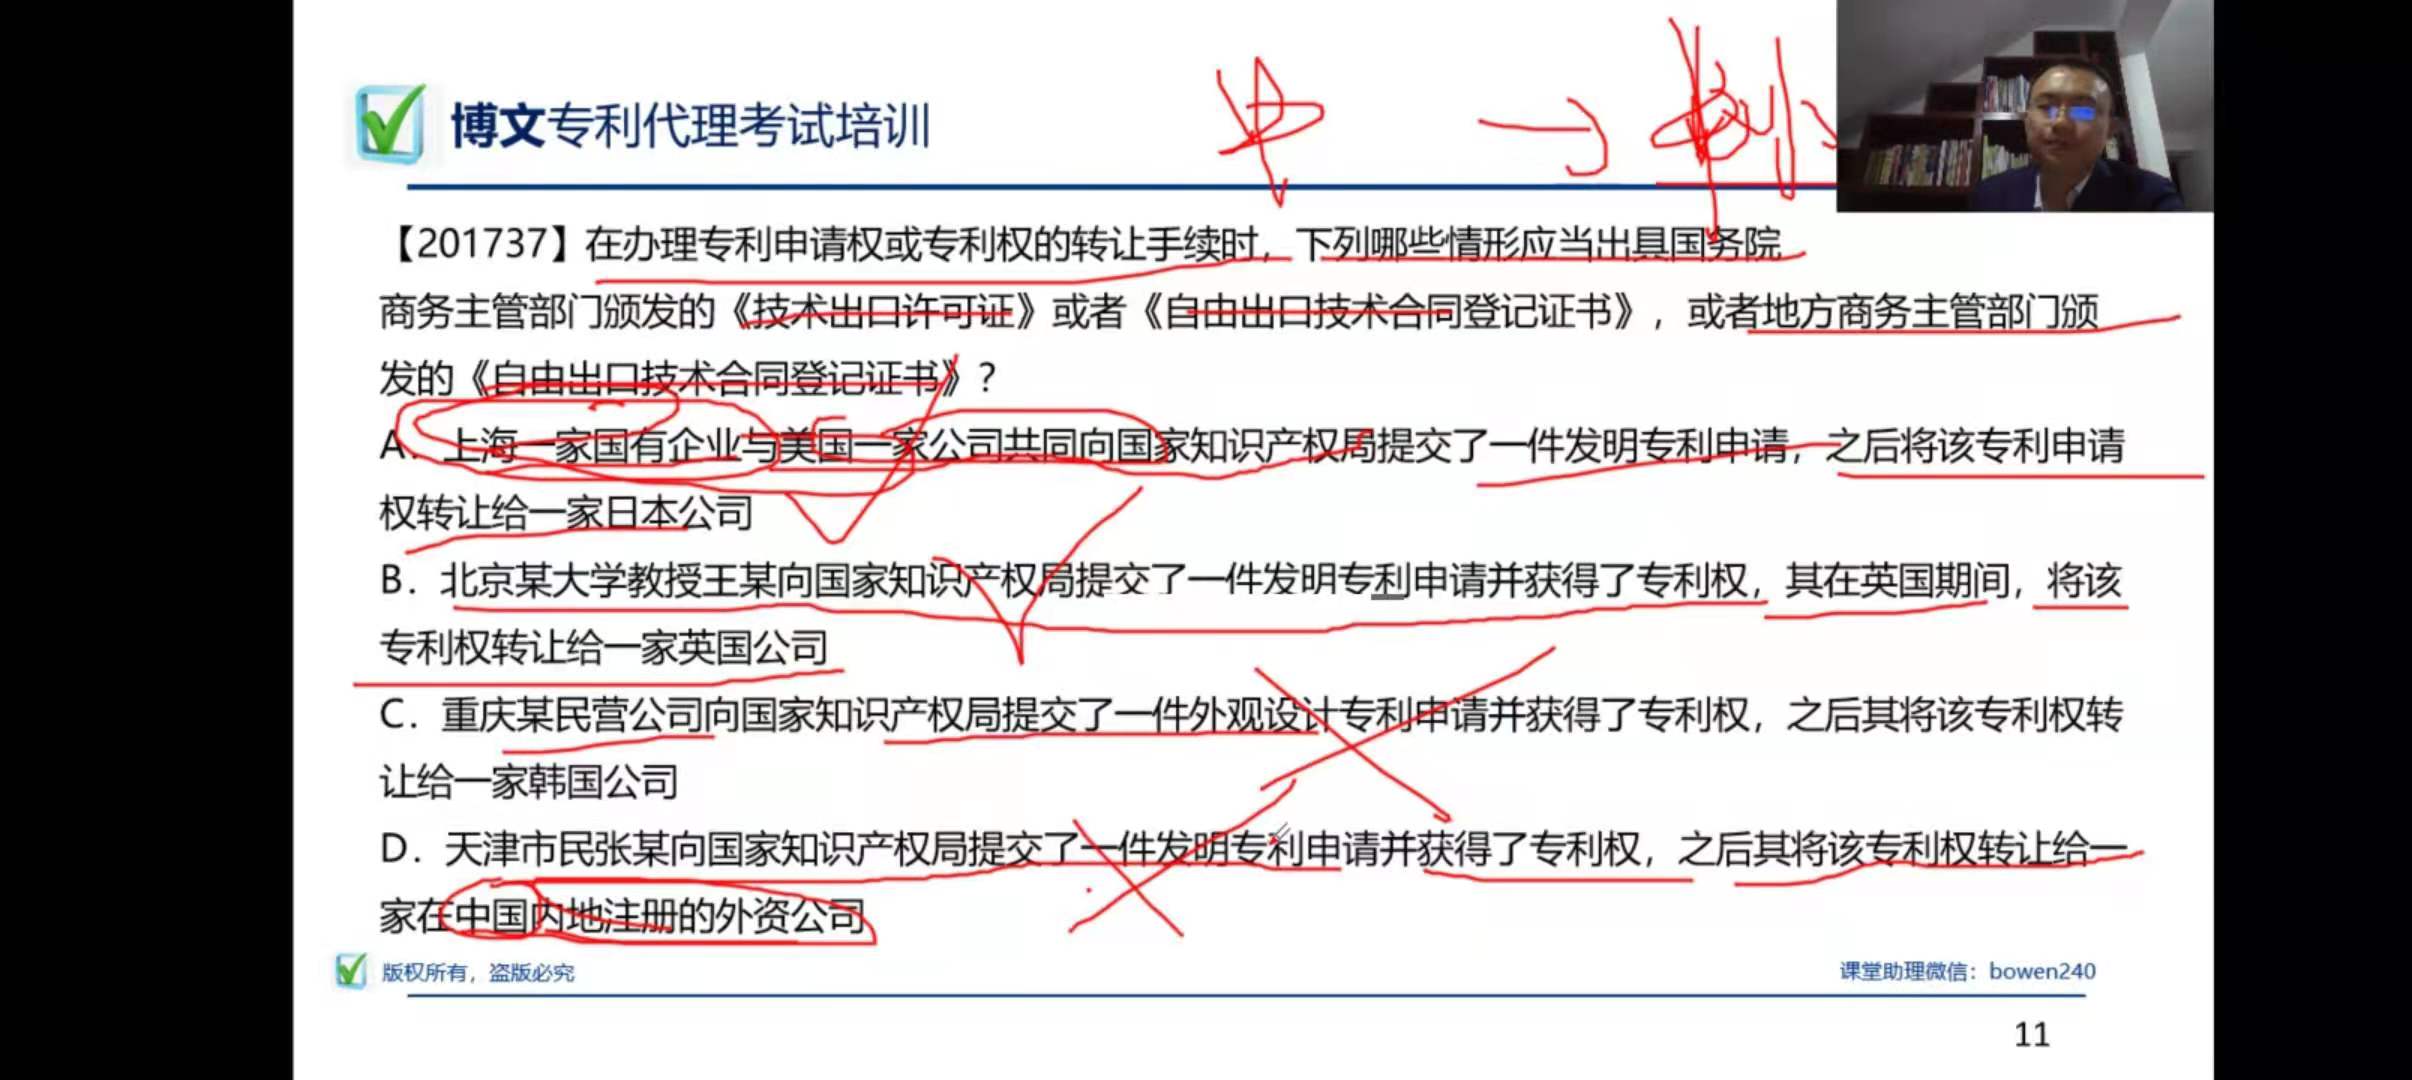 博文专利代理考试培训
中 → 外
【201737】在办理专利申请权或专利权的转让手续时，下列哪些情形应当出具国务院
商务主管部门颁发的《技术出口许可证》或者《自由出口技术合同登记证书》，或者地方商务主管部门颁
发的《自由出口技术合同登记证书》？
A．上海一家国有企业与美国一家公司共同向国家知识产权局提交了一件发明专利申请，之后将该专利申请
权转让给一家日本公司
B．北京某大学教授王某向国家知识产权局提交了一件发明专利申请并获得了专利权，其在英国期间，将该
专利权转让给一家英国公司
C．重庆某民营公司向国家知识产权局提交了一件外观设计专利申请并获得了专利权，之后其将该专利权转
让给一家韩国公司
D．天津市民张某向国家知识产权局提交了一件发明专利申请并获得了专利权，之后其将该专利权转让给一
家在中国内地注册的外资公司
版权所有，盗版必究
课堂助理微信：bowen240
11